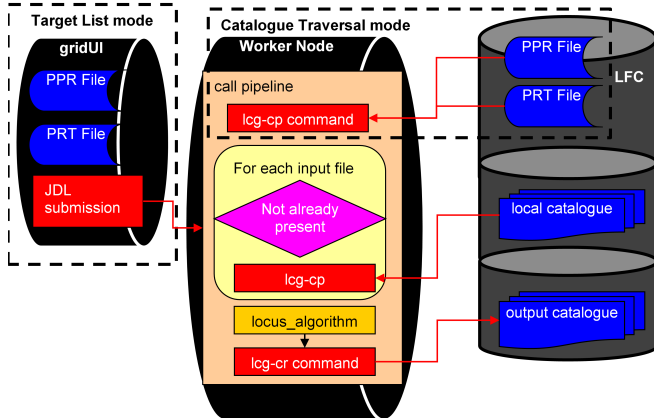 Target List mode
gridUI
PPR File
PRT File
JDL
submission
Catalogue Traversal mode
Worker Node
call pipeline
lcg-cp command
For each input file
Not already
present
lcg-cp
locus_algorithm
lcg-cr command
PPR File
LFC
PRT File
local catalogue
output catalogue